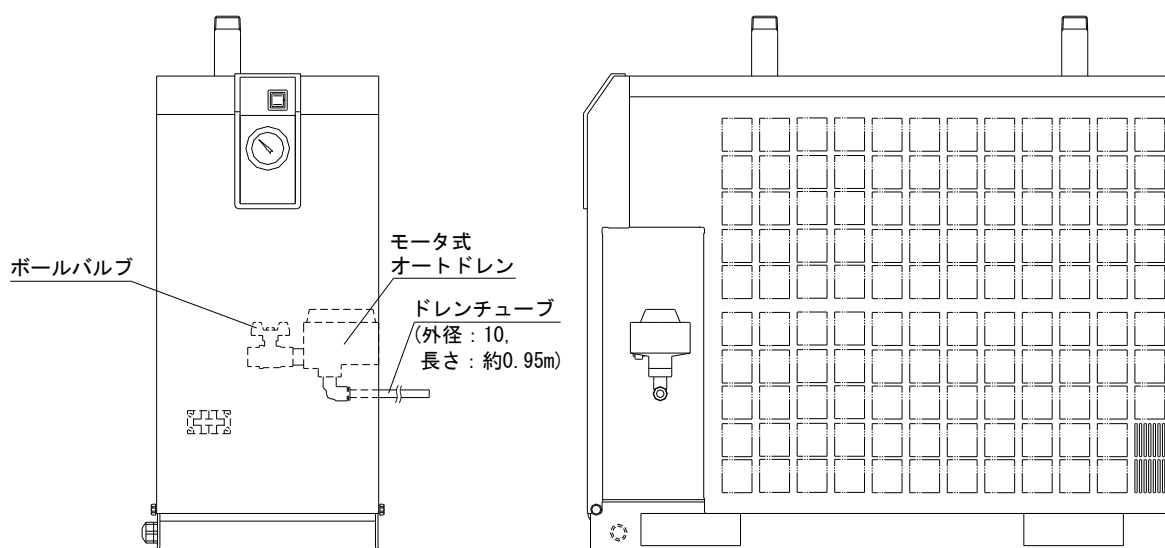 モータ式
オートドレン
ボールバルブ
ドレンチューブ
(外径：10,
長さ：約0.95m)